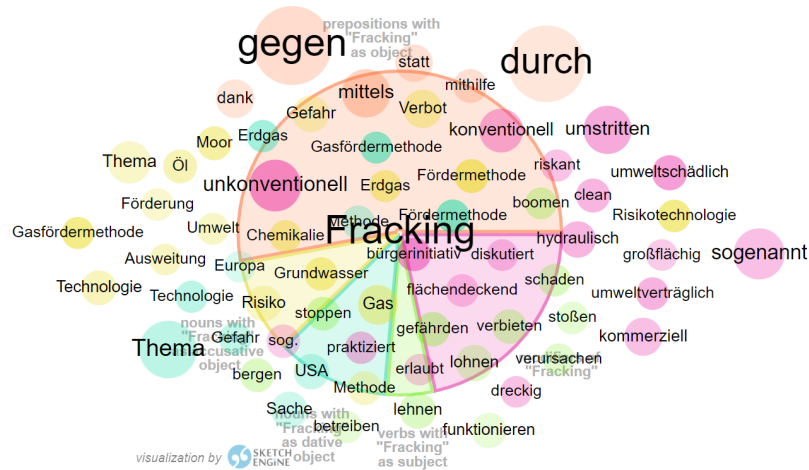 prepositions with
"Fracking"
as object
gegen
durch
statt
mittels
mithilfe
dank
Gefahr
Verbot
konventionell
umstritten
Moor
Erdgas
Gasfördermethode
Thema
Öl
riskant
umweltschädlich
unkonventionell
Erdgas
Fördermethode
clean
boomen
Förderung
Methode
Fördermethode
Risikotechnologie
Gasfördermethode
Umwelt
Chemikalie
Fracking
hydraulisch
sogenannt
Ausweitung
Europa
bürgerinitiativ
diskutiert
großflächig
Grundwasser
schaden
Technologie
Technologie
Risiko
flächendeckend
umweltverträglich
stoppen
Gas
stoßen
nouns with
"Fracking"
as accusative
object
gefährden
verbieten
kommerziell
Thema
Gefahr
sog.
praktiziert
verursachen
"Fracking"
bergen
USA
erlaubt
lohnen
Methode
dreckig
Sache
lehnen
nouns with
"Fracking"
as dative
object
betreiben
verbs with
"Fracking"
as subject
funktionieren
visualization by SKETCH
ENGINE